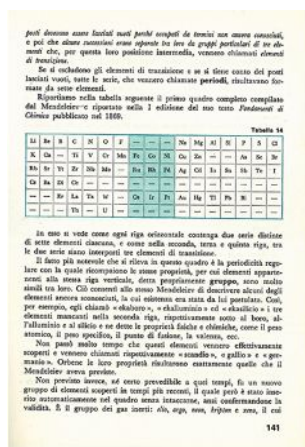 posti dovevano essere lasciati vuoti perché occupati da termini non ancora conosciuti,
e poi che alcune successioni erano separate tra loro da gruppi particolari di tre ele-
menti che, per questa loro posizione intermedia, vennero chiamati elementi
di transizione.
Se si escludono gli elementi di transizione e se si tiene conto dei posti
lasciati vuoti, tutte le serie, che vennero chiamate periodi, risultavano for-
mate da sette elementi.
Riportiamo nella tabella seguente il primo quadro completo compilato
dal Mendeleiev e riportato nella I edizione del suo testo Fondamenti di
Chimica pubblicato nel 1869.
Tabella 14
Li Be B C N O F — — — Na Mg Al Si P S Cl
K Ca — Ti V Cr Mn Fe Co Ni Cu Zn — — As Se Br
Rb Sr Yt Zr Nb Mo — Ru Rh Pd Ag Cd In Sn Sb Te I
Cs Ba Di Ce — — — — — — — — — — — — —
— — Er La Ta W — Os Ir Pt Au Hg Tl Pb Bi — —
— — — Th — U — — — — — — — — — — —
In esso si vede come ogni riga orizzontale contenga due serie distinte
di sette elementi ciascuna, e come nella seconda, terza e quinta riga, tra
le due serie siano interposti tre elementi di transizione.
Il fatto più notevole che si rileva in questo quadro è la periodicità rego-
lare con la quale ricompaiono le stesse proprietà, per cui elementi apparte-
nenti alla stessa riga verticale, detta propriamente gruppo, sono molto
simili tra loro. Ciò consentì allo stesso Mendeleiev di descrivere alcuni degli
elementi ancora sconosciuti, la cui esistenza era stata da lui postulata. Così,
per esempio, egli chiamò «ekaboro», «ekalluminio» ed «ekasilicio» i tre
elementi mancanti nella seconda riga, rispettivamente sotto al boro, al-
l'alluminio e al silicio e ne dette le proprietà fisiche e chimiche, come il peso
atomico, il peso specifico, il punto di fusione, la valenza, ecc.
Non passò molto tempo che questi elementi vennero effettivamente
scoperti e vennero chiamati rispettivamente «scandio», «gallio» e «ger-
manio». Orbene le loro proprietà risultarono esattamente quelle che il
Mendeleiev aveva previste.
Non previsto invece, né certo prevedibile a quei tempi, fu un nuovo
gruppo di elementi scoperti in tempi più recenti, il quale però è stato inse-
rito automaticamente nel quadro senza intaccarne, anzi confermandone la
validità. È il gruppo dei gas inerti: elio, argo, neon, kripton e xeno, il cui
141